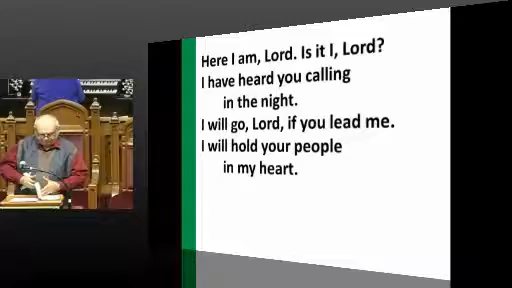 Here I am, Lord. Is it I, Lord?
I have heard you calling
in the night.
I will go, Lord, if you lead me.
I will hold your people
in my heart.